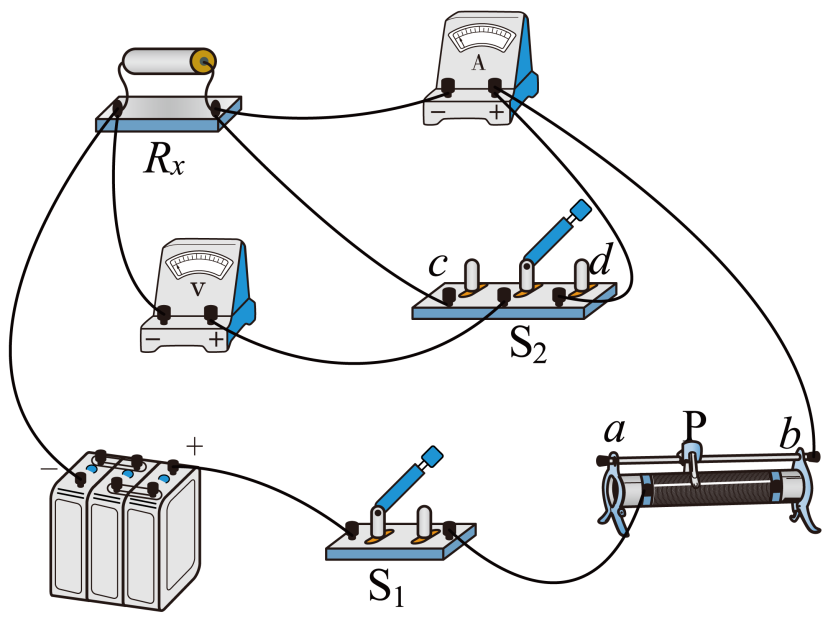 A
− +
Rx
c d
V
− +
S2
a P b
− +
S1